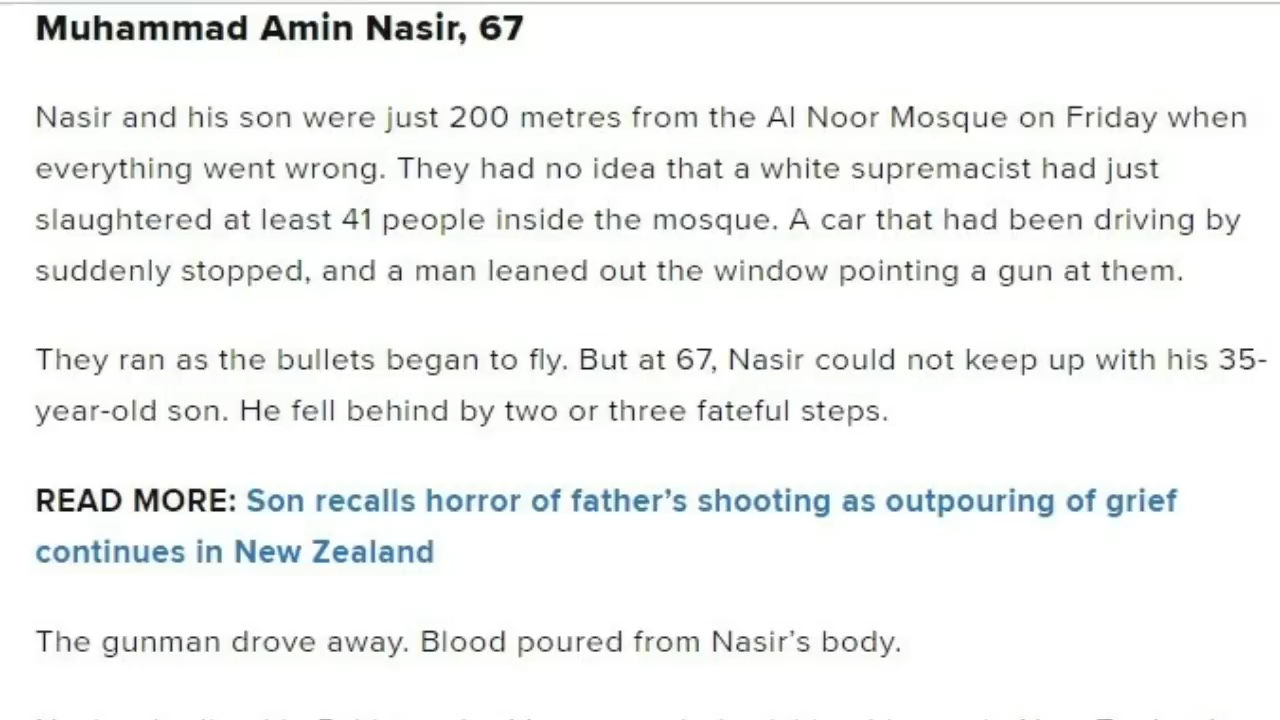 Muhammad Amin Nasir, 67
Nasir and his son were just 200 metres from the Al Noor Mosque on Friday when
everything went wrong. They had no idea that a white supremacist had just
slaughtered at least 41 people inside the mosque. A car that had been driving by
suddenly stopped, and a man leaned out the window pointing a gun at them.
They ran as the bullets began to fly. But at 67, Nasir could not keep up with his 35-
year-old son. He fell behind by two or three fateful steps.
READ MORE: Son recalls horror of father’s shooting as outpouring of grief
continues in New Zealand
The gunman drove away. Blood poured from Nasir’s body.